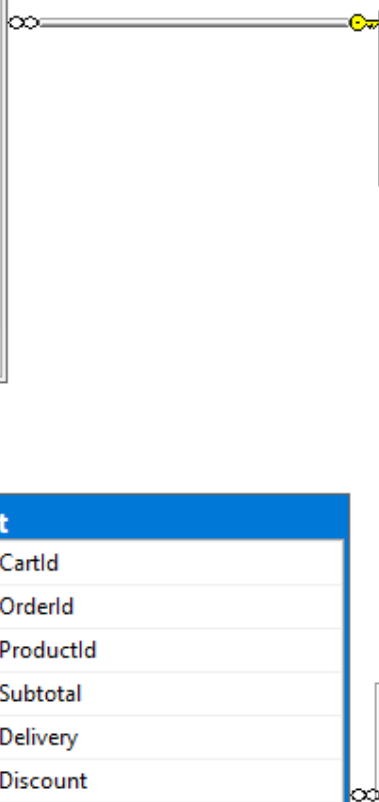 t
CartId
OrderId
ProductId
Subtotal
Delivery
Discount